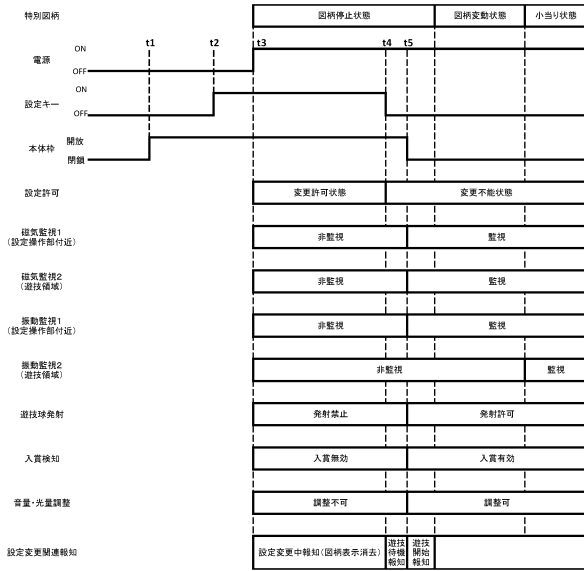 特別図柄 図柄停止状態 図柄変動状態 小当り状態
t1 t2 t3 t4 t5
電源 ON
OFF
設定キー ON
OFF
本体枠 開放
閉鎖
設定許可 変更許可状態 変更不能状態
磁気監視1
(設定操作部付近) 非監視 監視
磁気監視2
(遊技領域) 非監視 監視
振動監視1
(設定操作部付近) 非監視 監視
振動監視2
(遊技領域) 非監視 監視
遊技球発射 発射禁止 発射許可
入賞検知 入賞無効 入賞有効
音量・光量調整 調整不可 調整可
設定変更関連報知 設定変更中報知(図柄表示消去)
遊技
待機
報知
遊技
開始
報知